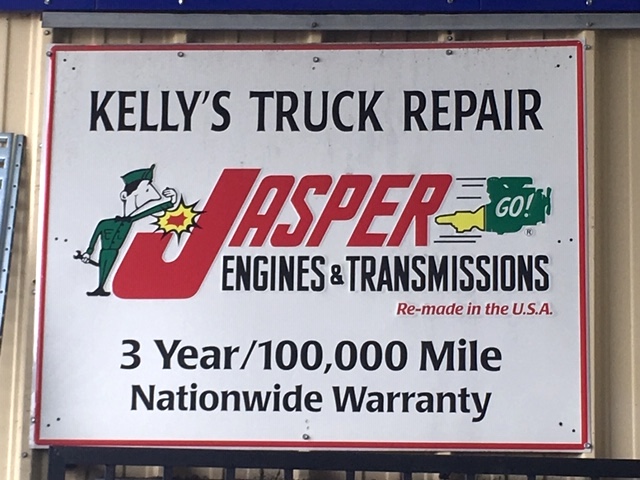 KELLY'S TRUCK REPAIR
JASPER
GO!
®
ENGINES & TRANSMISSIONS
Re-made in the U.S.A.
3 Year/100,000 Mile
Nationwide Warranty